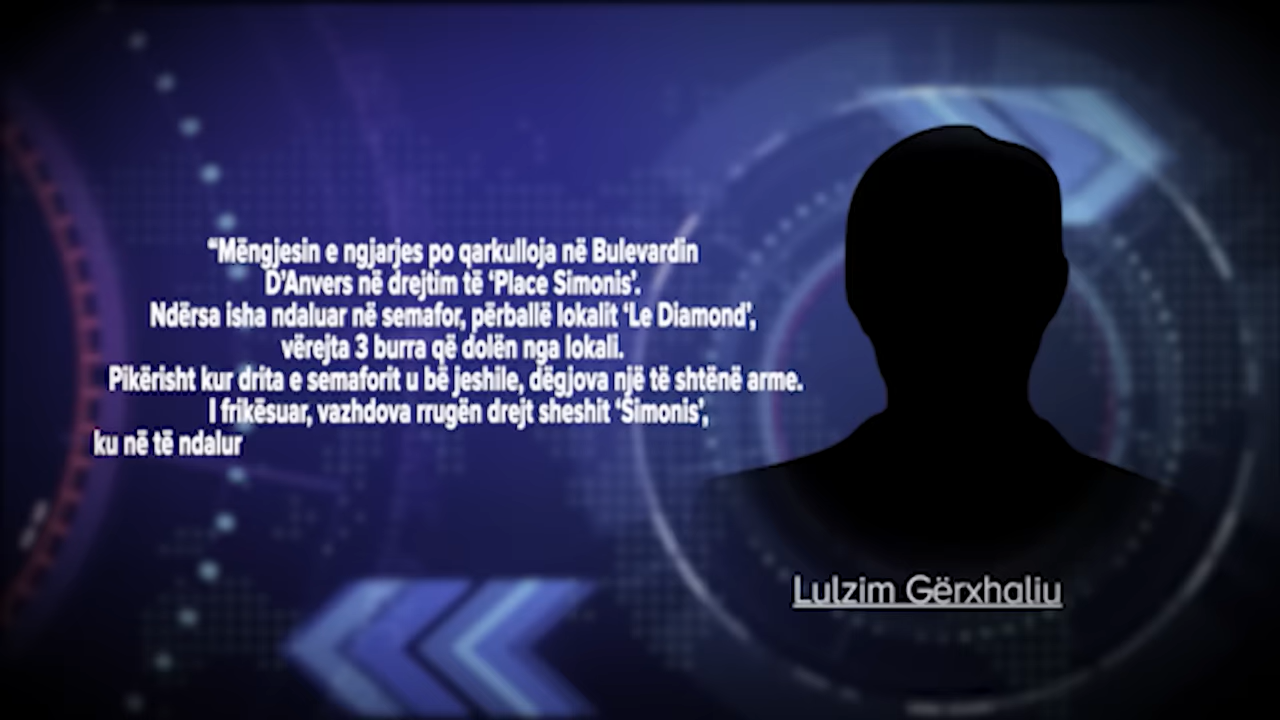 “Mëngjesin e ngjarjes po qarkulloja në Bulevardin
D’Anvers në drejtim të ‘Place Simonis’.
Ndërsa isha ndaluar në semafor, përballë lokalit ‘Le Diamond’,
vërejta 3 burra që dolën nga lokali.
Pikërisht kur drita e semaforit u bë jeshile, dëgjova një të shtënë arme.
I frikësuar, vazhdova rrugën drejt sheshit ‘Simonis’,
ku në të ndalur
Lulzim Gërxhaliu